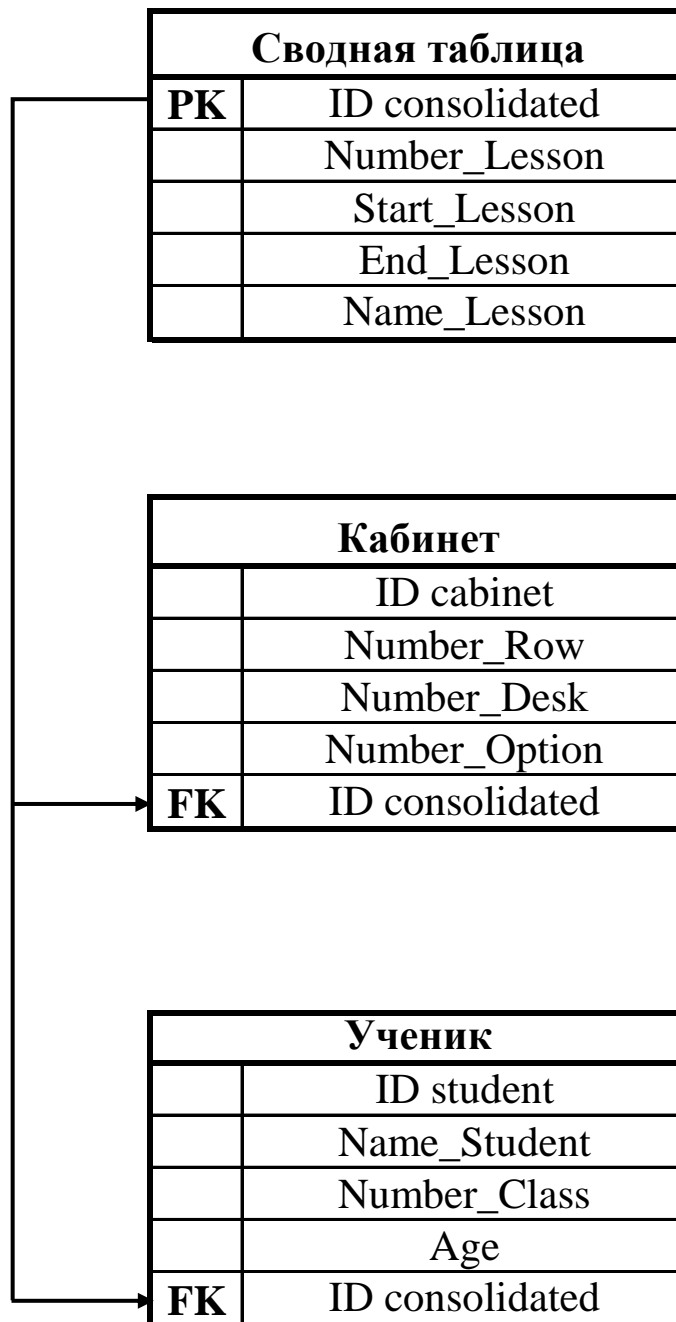 Сводная таблица
PK ID consolidated
Number_Lesson
Start_Lesson
End_Lesson
Name_Lesson
Кабинет
ID cabinet
Number_Row
Number_Desk
Number_Option
FK ID consolidated
Ученик
ID student
Name_Student
Number_Class
Age
FK ID consolidated